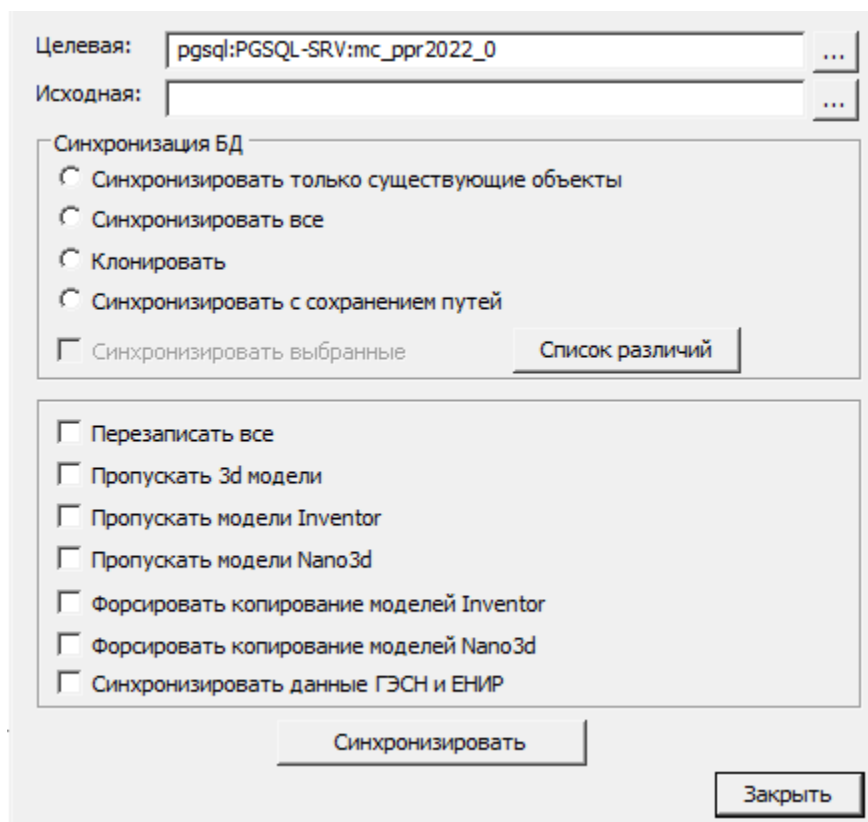 Целевая: pgsql:PGSQL-SRV:mc_ppr2022_0 ...
Исходная: ...
Синхронизация БД
Синхронизировать только существующие объекты
Синхронизировать все
Клонировать
Синхронизировать с сохранением путей
Синхронизировать выбранные Список различий
Перезаписать все
Пропускать 3d модели
Пропускать модели Inventor
Пропускать модели Nano3d
Форсировать копирование моделей Inventor
Форсировать копирование моделей Nano3d
Синхронизировать данные ГЭСН и ЕНИР
Синхронизировать
Закрыть